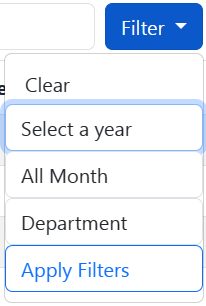 Filter
Clear
Select a year
All Month
Department
Apply Filters